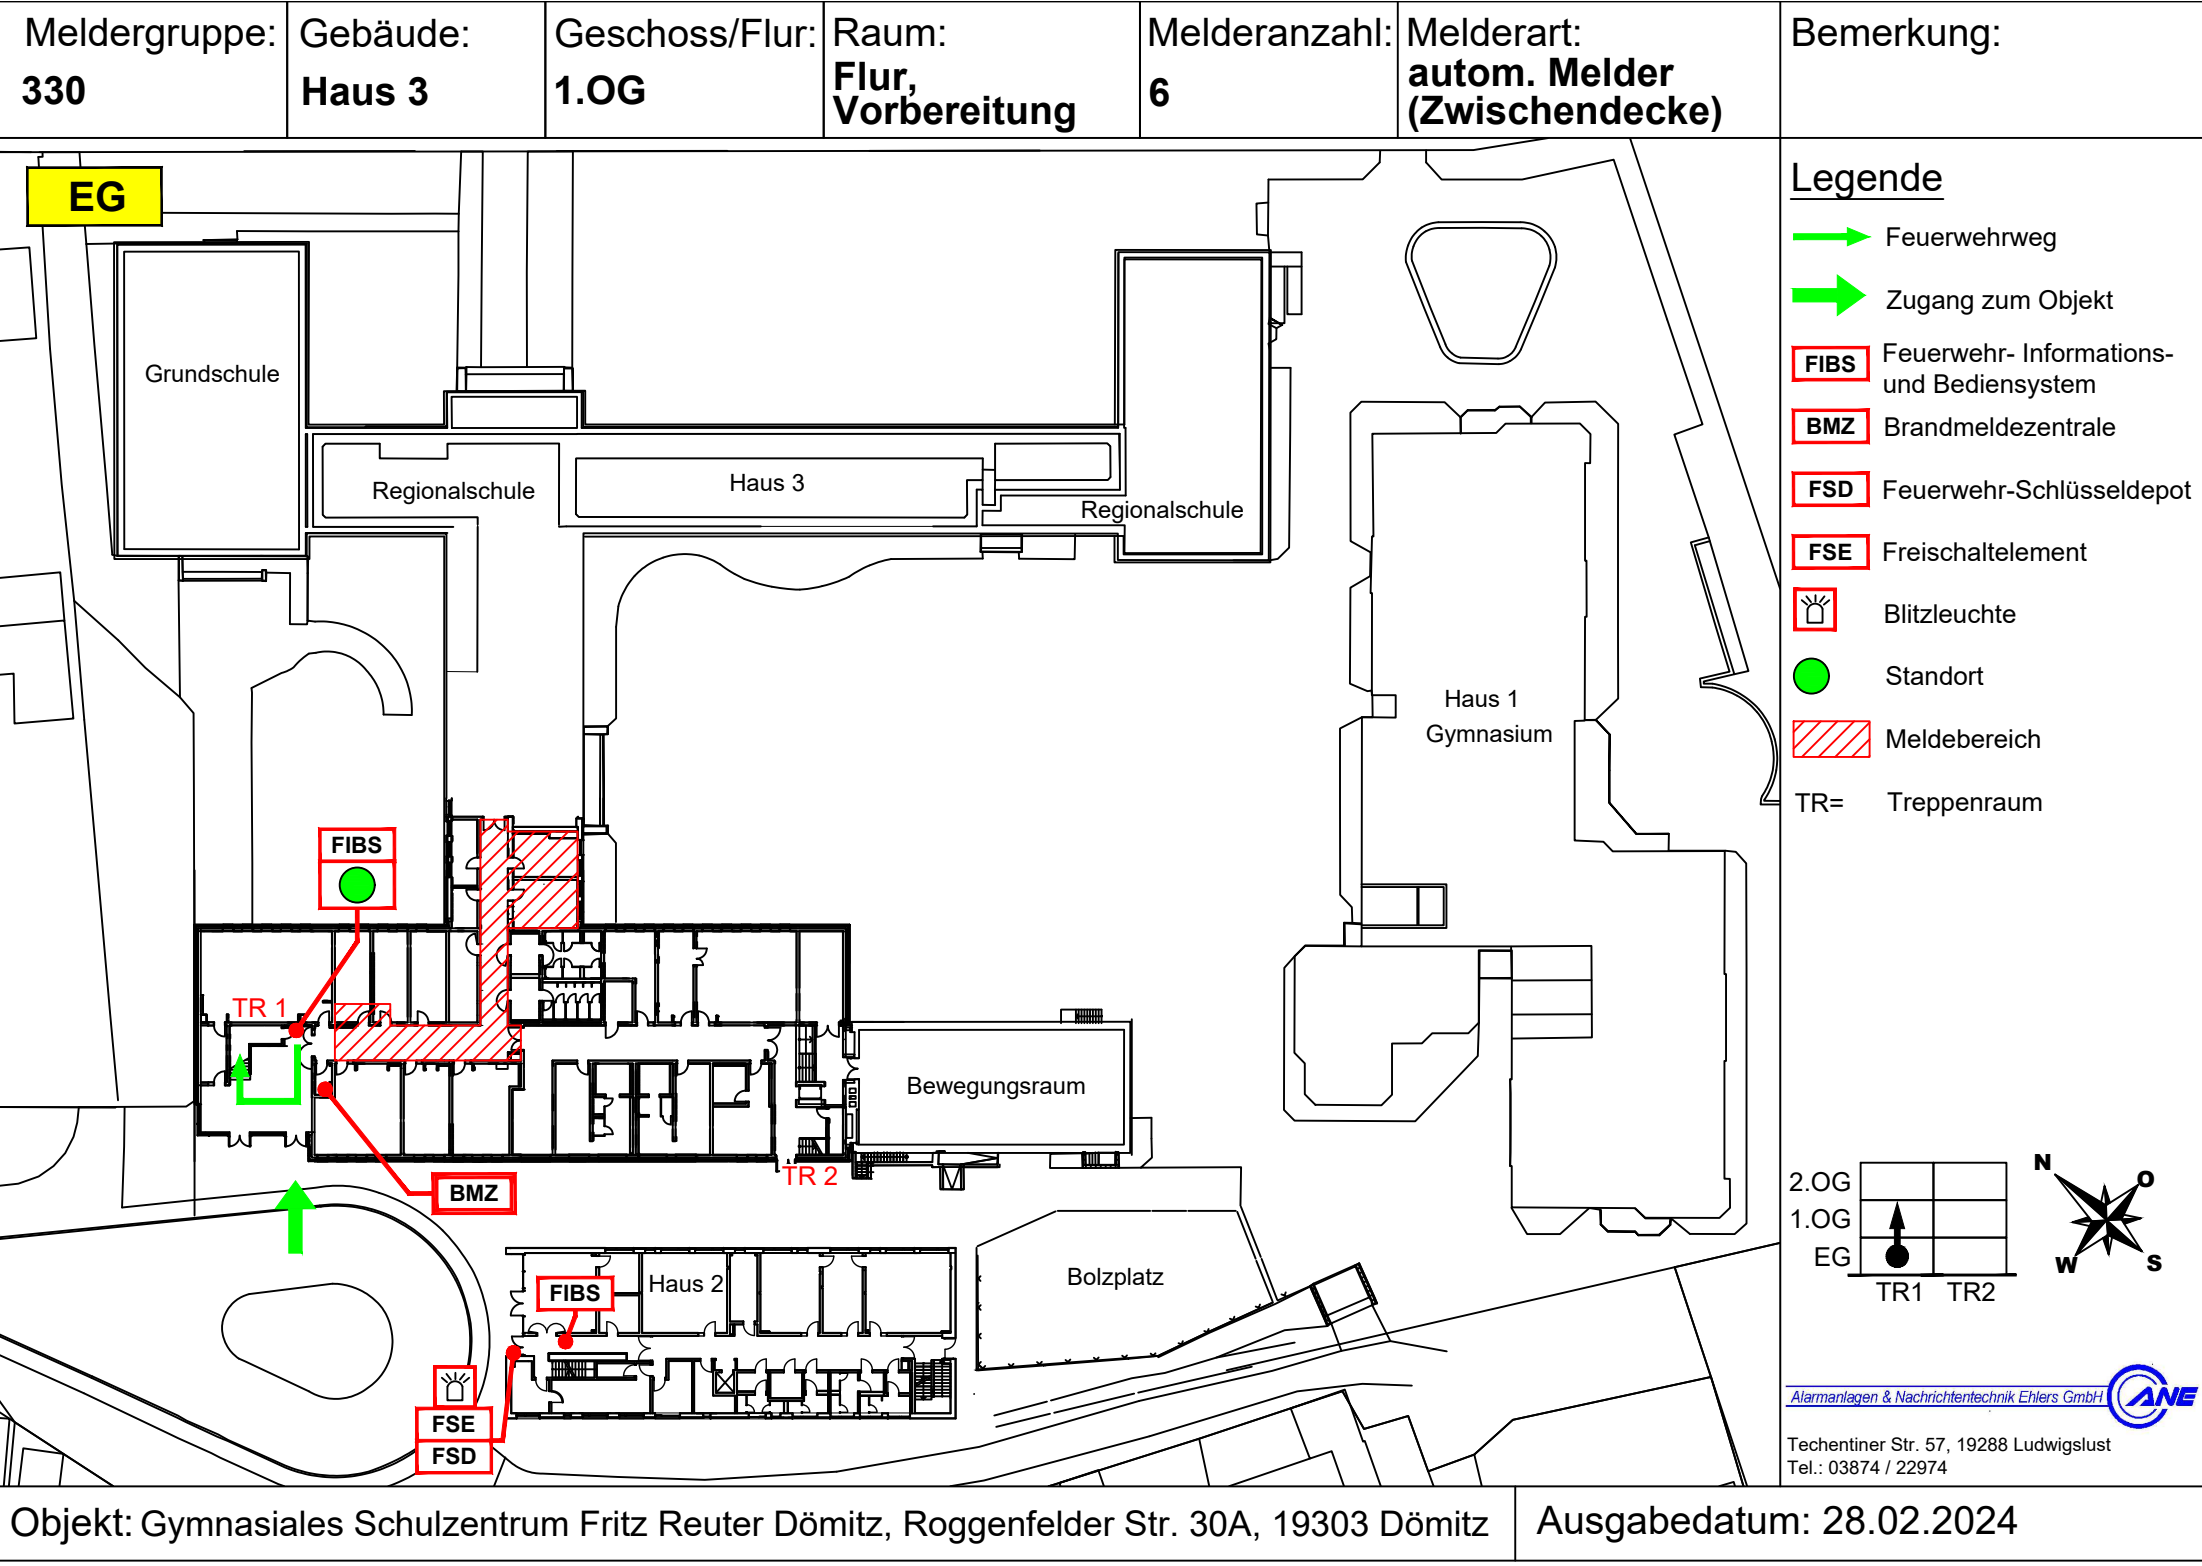 Meldergruppe:
330
Gebäude:
Haus 3
Geschoss/Flur:
1.OG
Raum:
Flur,
Vorbereitung
Melderanzahl:
6
Melderart:
autom. Melder
(Zwischendecke)
Bemerkung:
EG
Grundschule
Regionalschule
Haus 3
Regionalschule
Haus 1
Gymnasium
FIBS
TR 1
Bewegungsraum
BMZ
TR 2
Haus 2
FIBS
Bolzplatz
FSE
FSD
Legende
Feuerwehrweg
Zugang zum Objekt
FIBS
Feuerwehr- Informations-
und Bediensystem
BMZ
Brandmeldezentrale
FSD
Feuerwehr-Schlüsseldepot
FSE
Freischaltelement
Blitzleuchte
Standort
Meldebereich
TR=
Treppenraum
2.OG
1.OG
EG
TR1
TR2
N
O
W
S
Alarmanlagen & Nachrichtentechnik Ehlers GmbH
ANE
Techentiner Str. 57, 19288 Ludwigslust
Tel.: 03874 / 22974
Objekt: Gymnasiales Schulzentrum Fritz Reuter Dömitz, Roggenfelder Str. 30A, 19303 Dömitz
Ausgabedatum: 28.02.2024